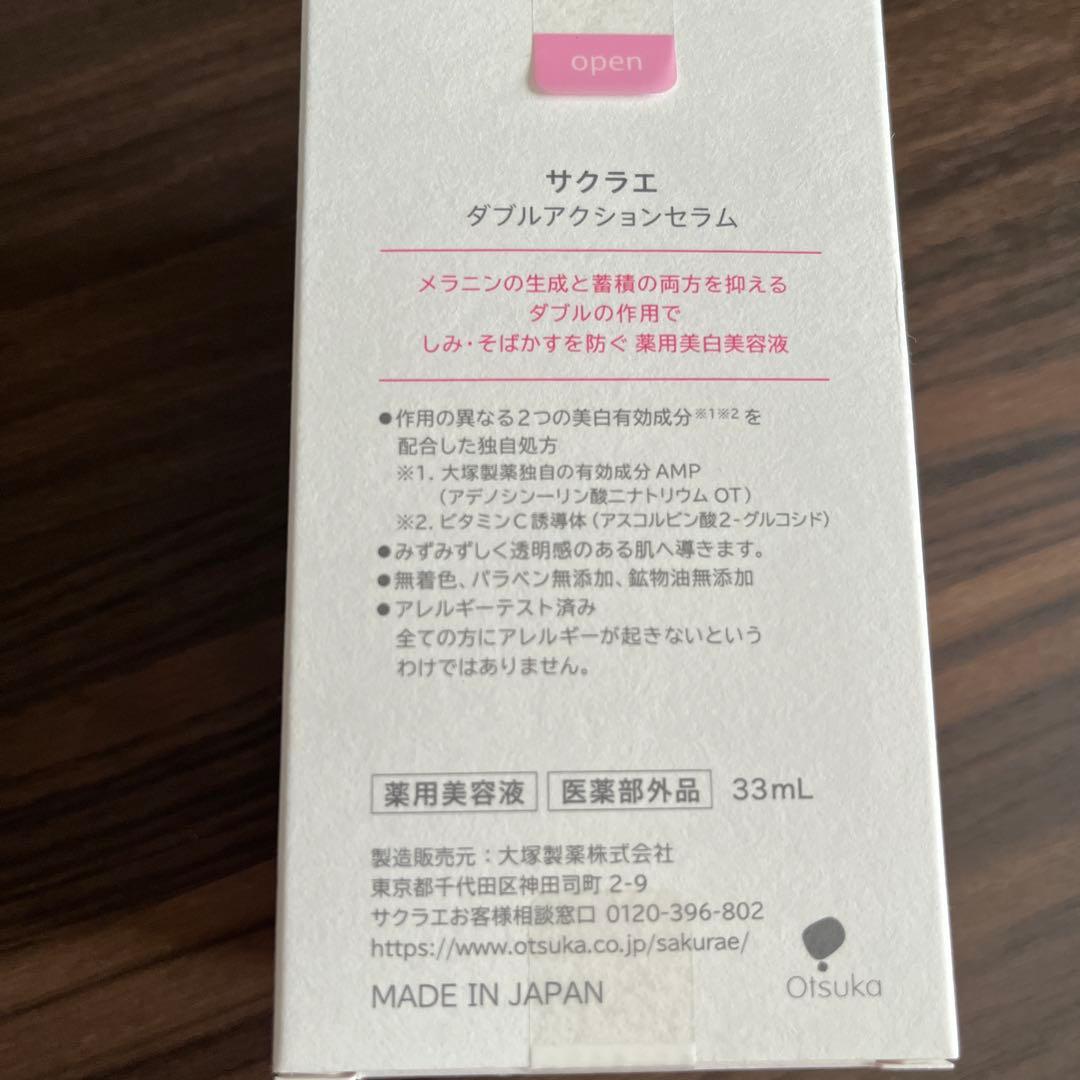 open
サクラエ
ダブルアクションセラム
メラニンの生成と蓄積の両方を抑える
ダブルの作用で
しみ・そばかすを防ぐ 薬用美白美容液
●作用の異なる2つの美白有効成分※1※2を
配合した独自処方
※1. 大塚製薬独自の有効成分 AMP
（アデノシン一リン酸二ナトリウム OT）
※2. ビタミンC誘導体（アスコルビン酸2-グルコシド）
●みずみずしく透明感のある肌へ導きます。
●無着色、パラベン無添加、鉱物油無添加
●アレルギーテスト済み
全ての方にアレルギーが起きないという
わけではありません。
薬用美容液 医薬部外品 33mL
製造販売元：大塚製薬株式会社
東京都千代田区神田司町 2-9
サクラエお客様相談窓口 0120-396-802
https://www.otsuka.co.jp/sakurae/
MADE IN JAPAN
Otsuka